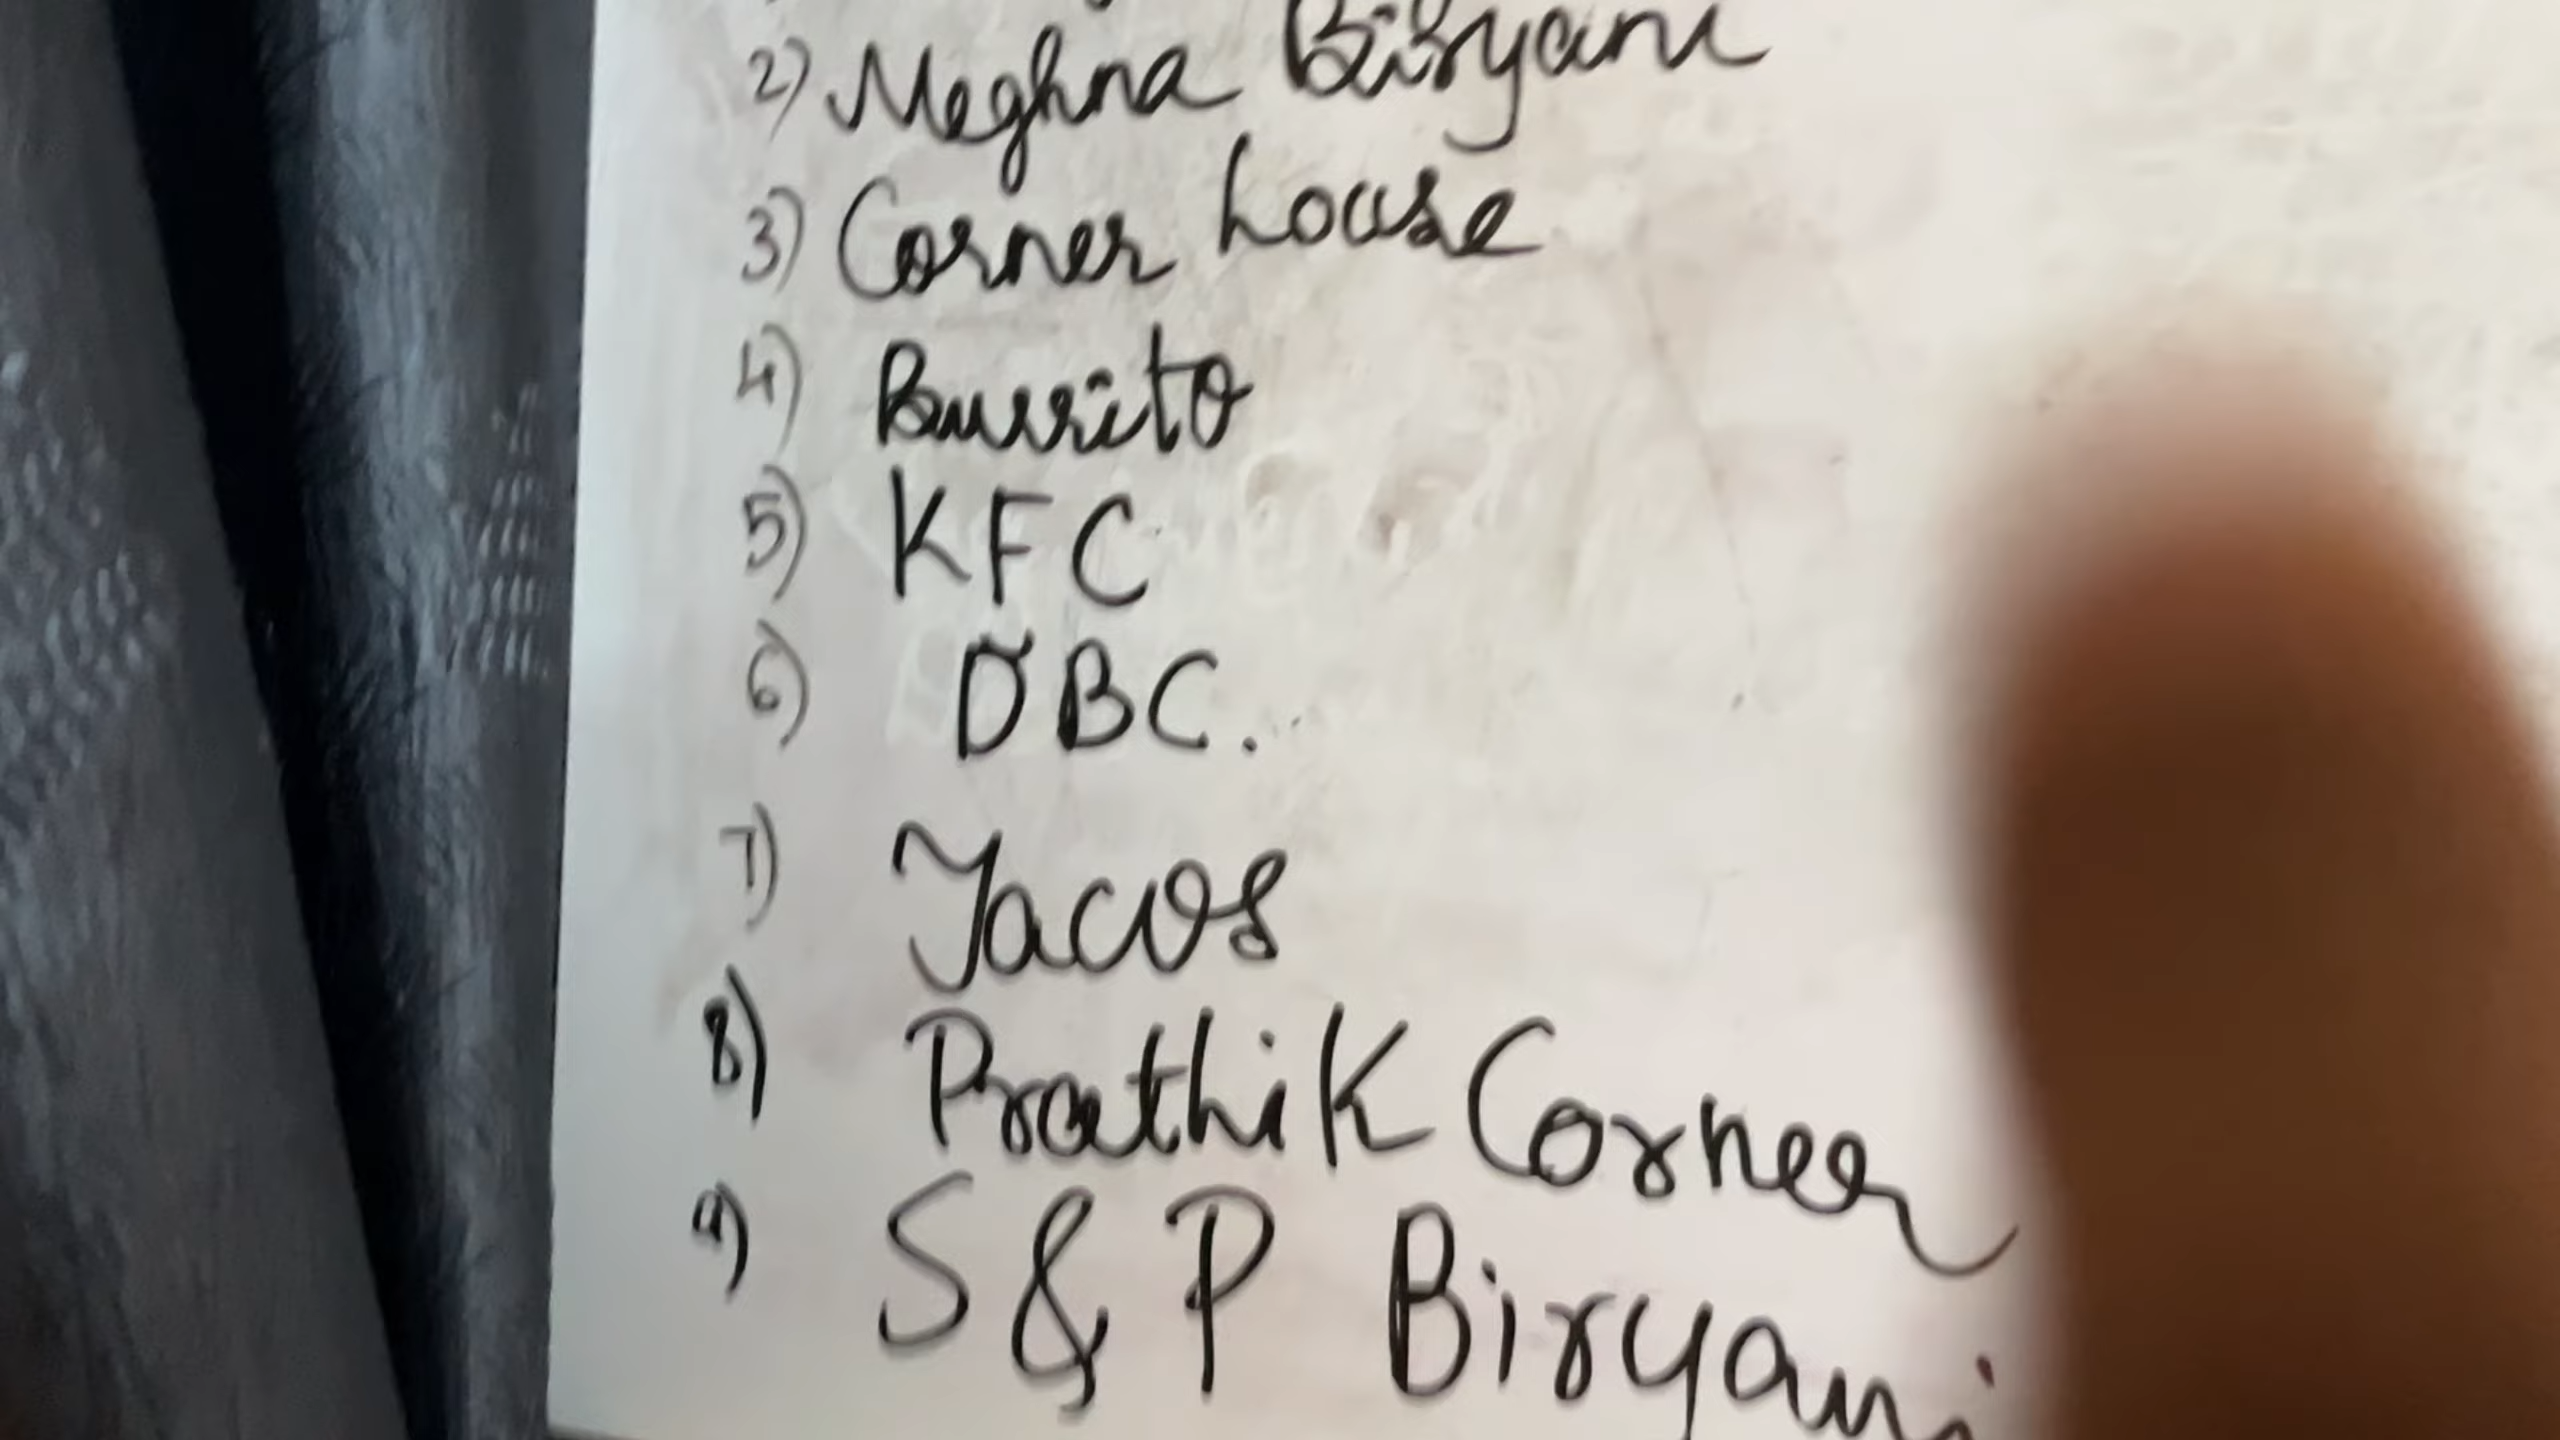 2) Meghna Biryani
3) Corner house
4) Burrito
5) KFC
6) DBC.
7) Tacos
8) Prathik Corner
9) S & P Biryani